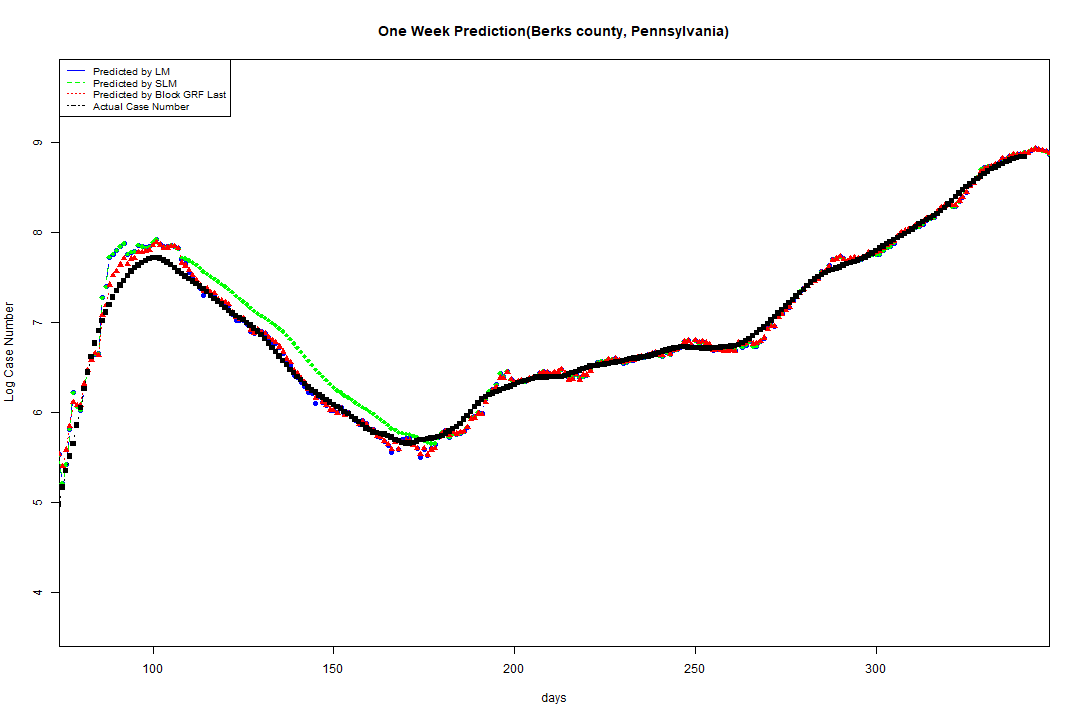 One Week Prediction(Berks county, Pennsylvania)
Predicted by LM
Predicted by SLM
Predicted by Block GRF Last
Actual Case Number
9
8
7
6
5
4
Log Case Number
100 150 200 250 300
days